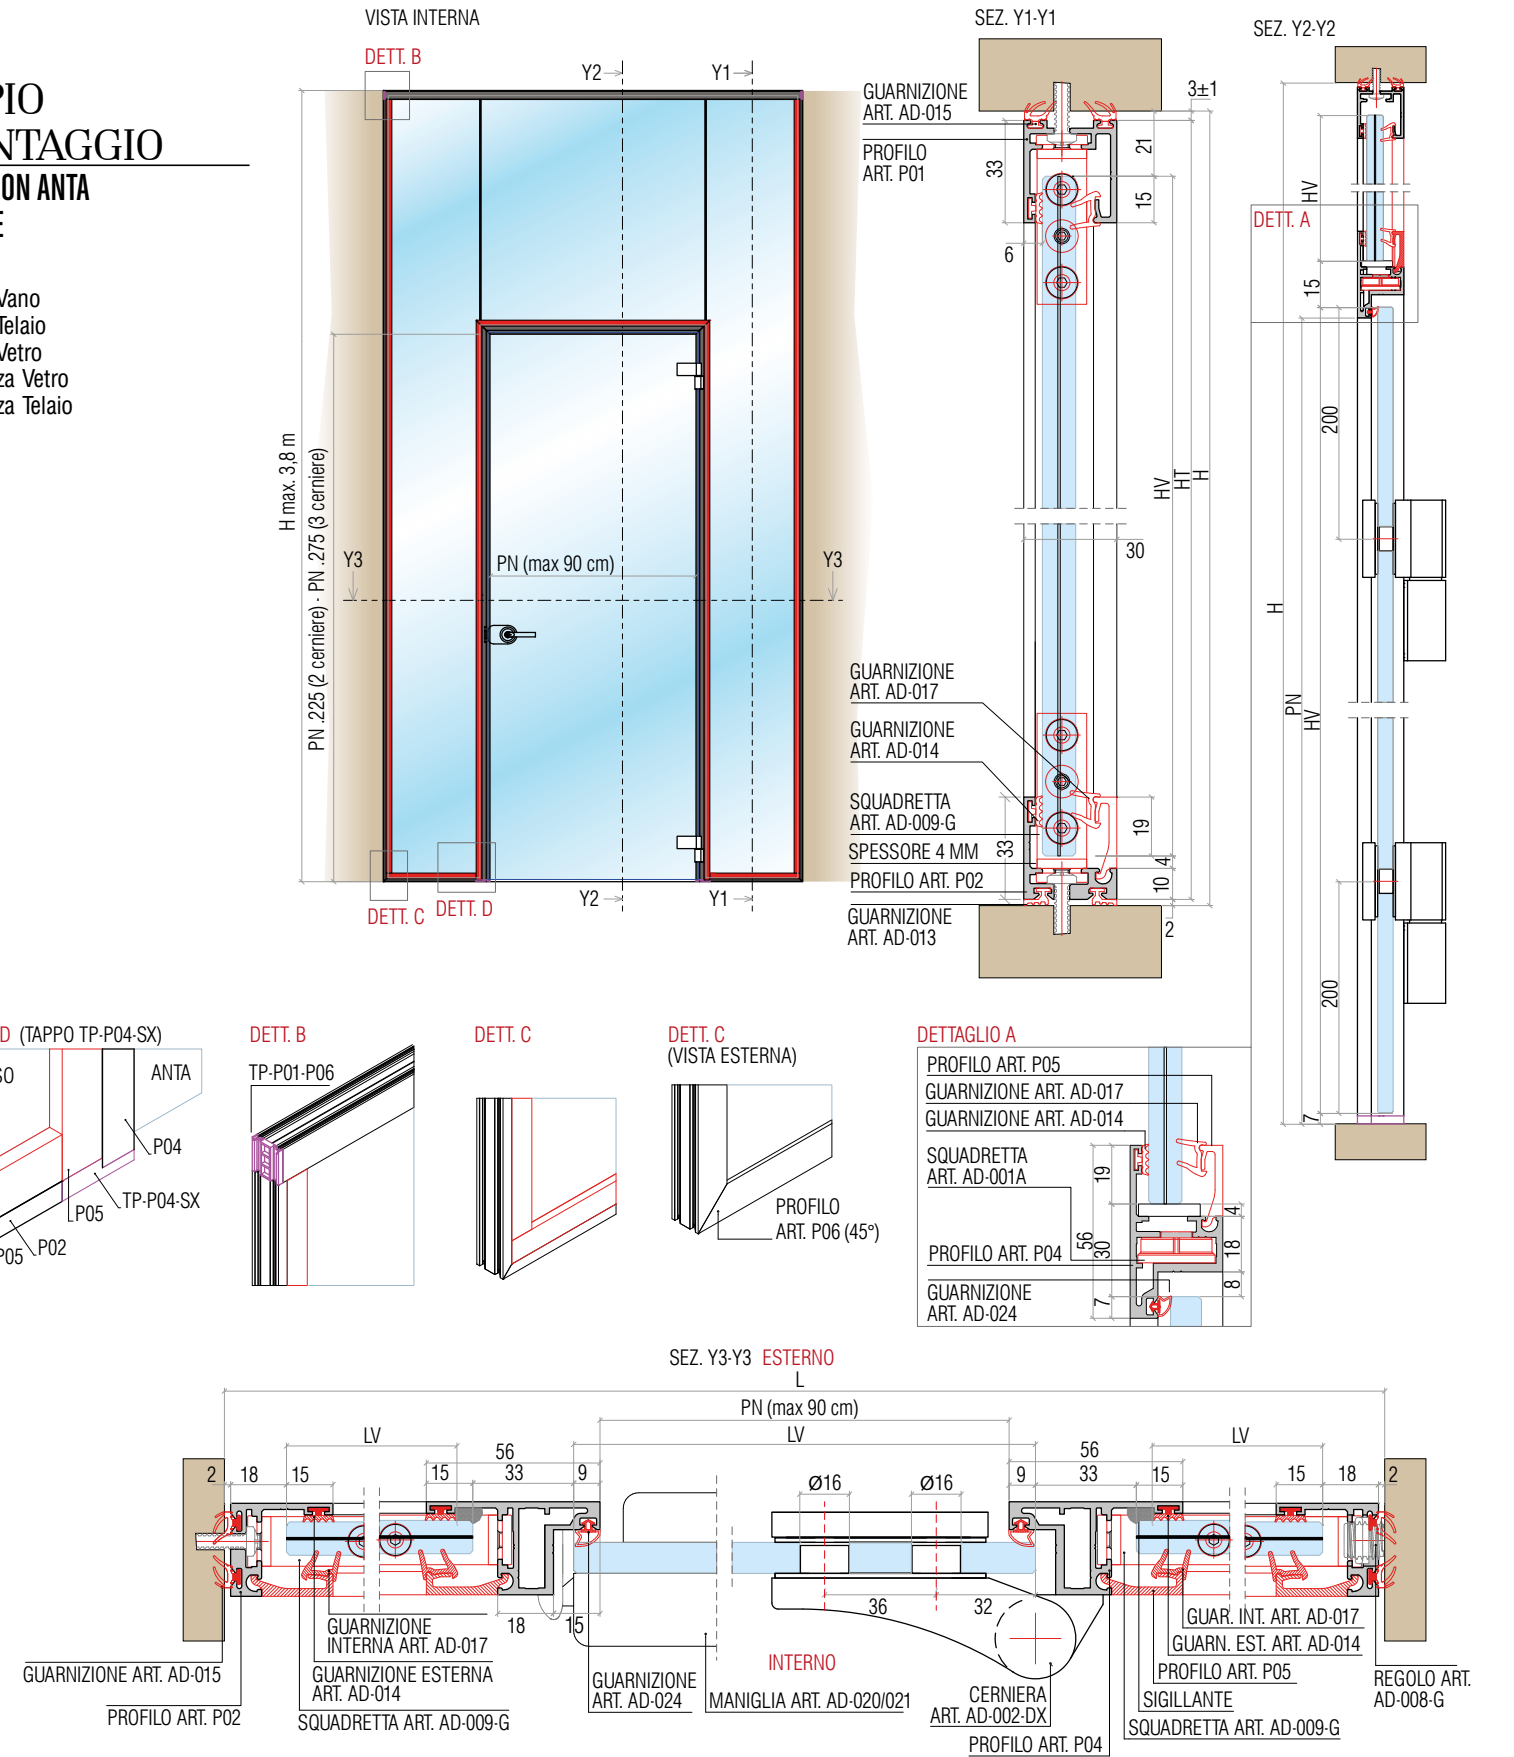 VISTA INTERNA
SEZ. Y1-Y1
SEZ. Y2-Y2
DETT. B
Y2
Y1
PIO
NTAGGIO
ON ANTA
E
Vano
Telaio
Vetro
za Vetro
za Telaio
H max. 3,8 m
PN .225 (2 cerniere) - PN .275 (3 cerniere)
Y3
PN (max 90 cm)
Y3
Y2
Y1
DETT. C
DETT. D
GUARNIZIONE
ART. AD-015
PROFILO
ART. P01
3±1
21
33
15
6
HV
HT
H
30
GUARNIZIONE
ART. AD-017
GUARNIZIONE
ART. AD-014
SQUADRETTA
ART. AD-009-G
SPESSORE 4 MM
PROFILO ART. P02
GUARNIZIONE
ART. AD-013
33
19
4
10
2
HV
DETT. A
15
200
H
PN
HV
200
7
D (TAPPO TP-P04-SX)
SO
ANTA
P04
TP-P04-SX
P05
P02
P05
DETT. B
TP-P01-P06
DETT. C
DETT. C
(VISTA ESTERNA)
PROFILO
ART. P06 (45°)
DETTAGLIO A
PROFILO ART. P05
GUARNIZIONE ART. AD-017
GUARNIZIONE ART. AD-014
SQUADRETTA
ART. AD-001A
PROFILO ART. P04
GUARNIZIONE
ART. AD-024
19
56
30
7
4
18
8
SEZ. Y3-Y3 ESTERNO
L
PN (max 90 cm)
LV
LV
LV
56
56
2
18
15
15
33
9
Ø16
Ø16
9
33
15
15
18
2
18
15
36
32
GUARNIZIONE
INTERNA ART. AD-017
GUARNIZIONE ART. AD-015
GUARNIZIONE ESTERNA
ART. AD-014
PROFILO ART. P02
SQUADRETTA ART. AD-009-G
GUARNIZIONE
ART. AD-024
INTERNO
MANIGLIA ART. AD-020/021
CERNIERA
ART. AD-002-DX
PROFILO ART. P04
GUAR. INT. ART. AD-017
GUARN. EST. ART. AD-014
PROFILO ART. P05
SIGILLANTE
SQUADRETTA ART. AD-009-G
REGOLO ART.
AD-008-G